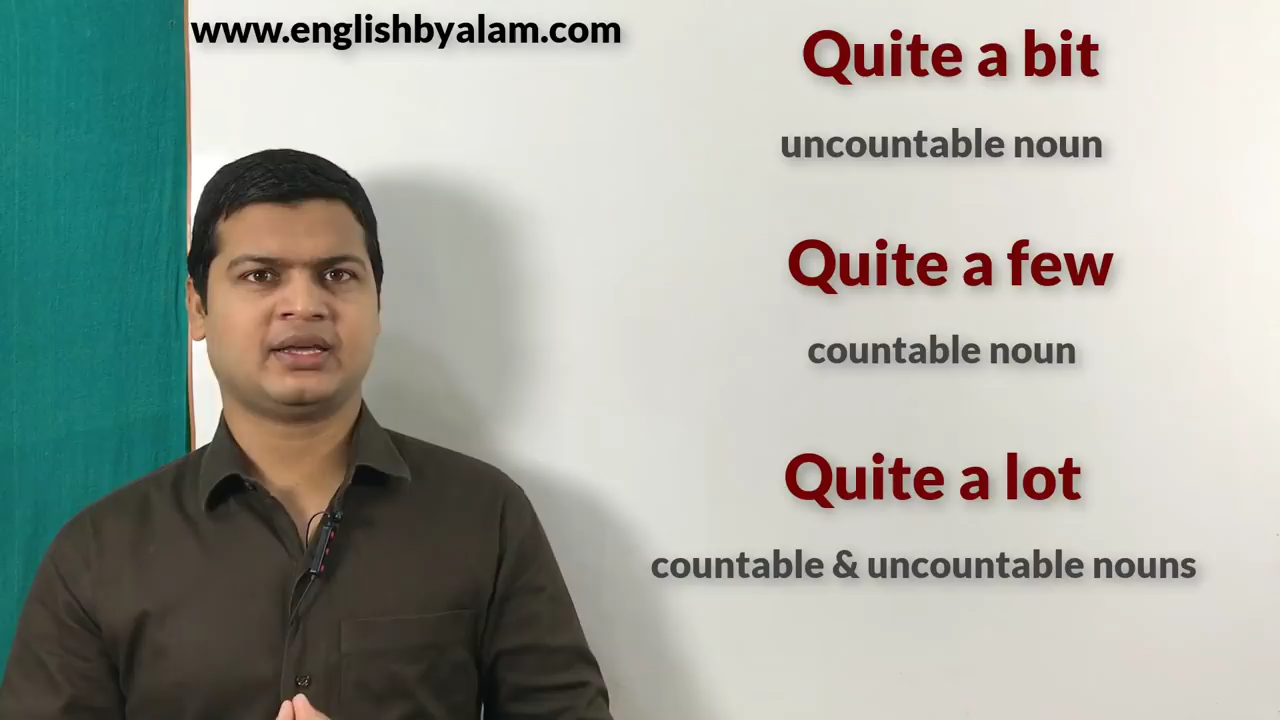 www.englishbyalam.com
Quite a bit
uncountable noun
Quite a few
countable noun
Quite a lot
countable & uncountable nouns